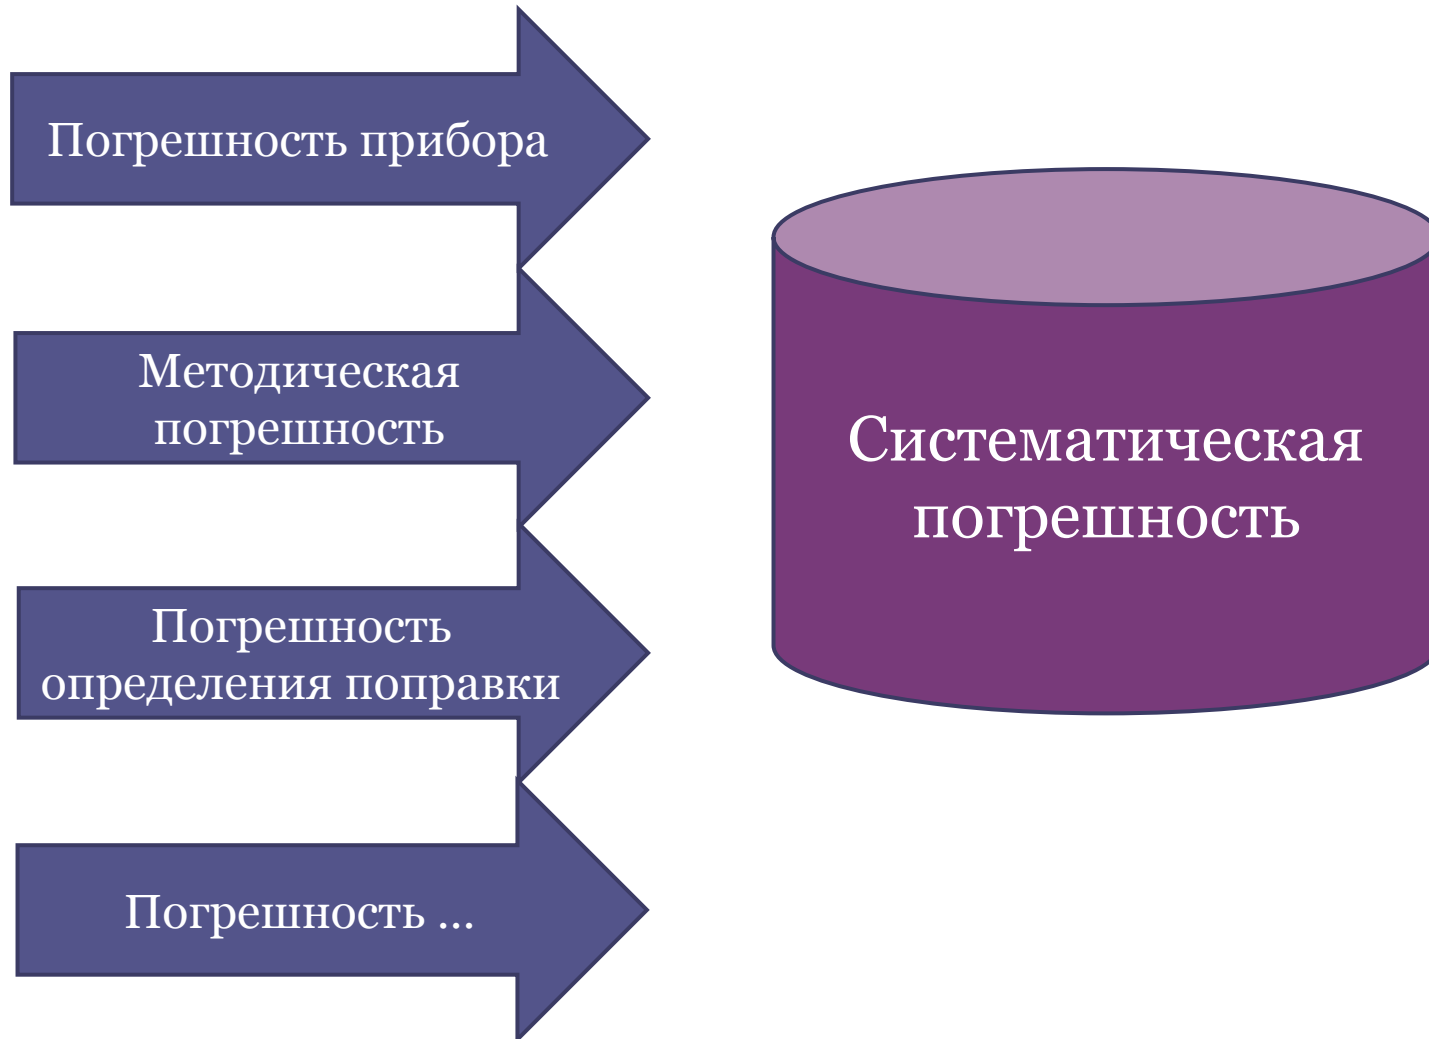 Погрешность прибора
Методическая
погрешность
Погрешность
определения поправки
Погрешность ...
Систематическая
погрешность